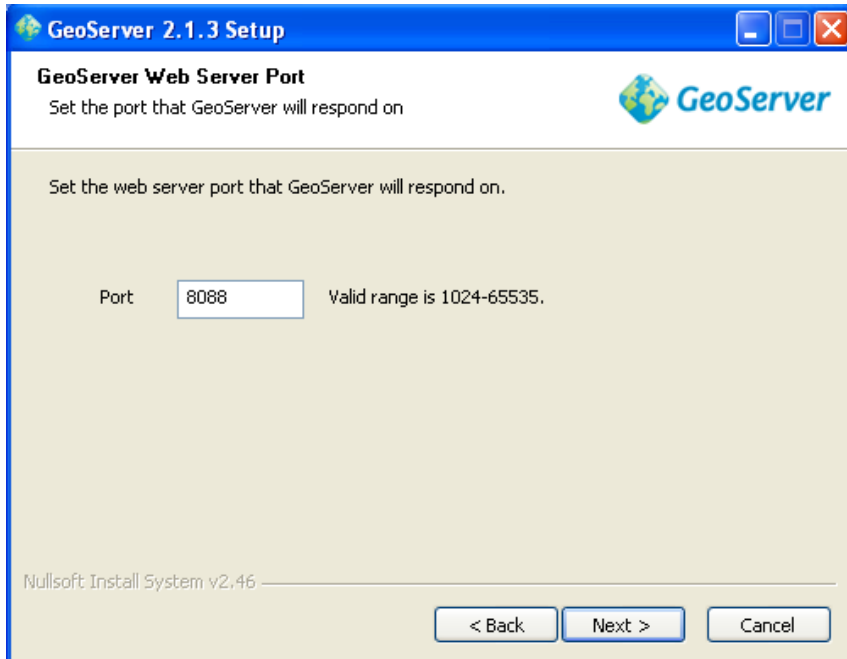 GeoServer 2.1.3 Setup
GeoServer Web Server Port
Set the port that GeoServer will respond on
GeoServer
Set the web server port that GeoServer will respond on.
Port 8088 Valid range is 1024-65535.
Nullsoft Install System v2.46
< Back Next > Cancel